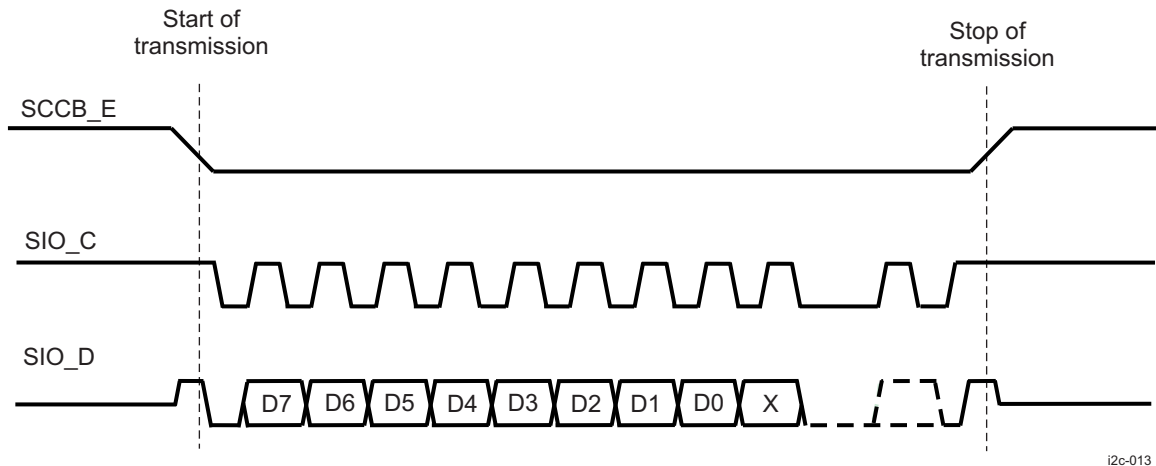 Start of
transmission
Stop of
transmission
SCCB_E
SIO_C
SIO_D
D7 D6 D5 D4 D3 D2 D1 D0 X
i2c-013